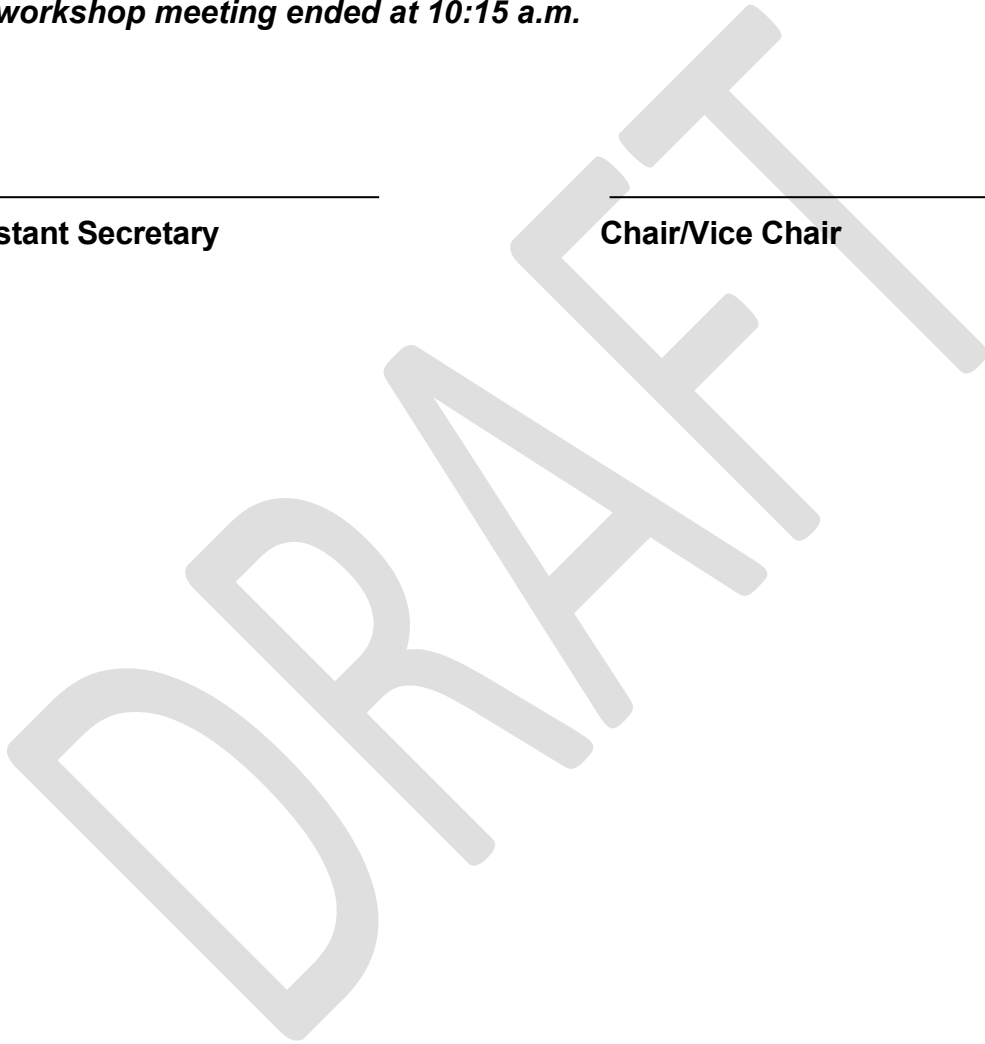 workshop meeting ended at 10:15 a.m.
stant Secretary Chair/Vice Chair
DRAFT